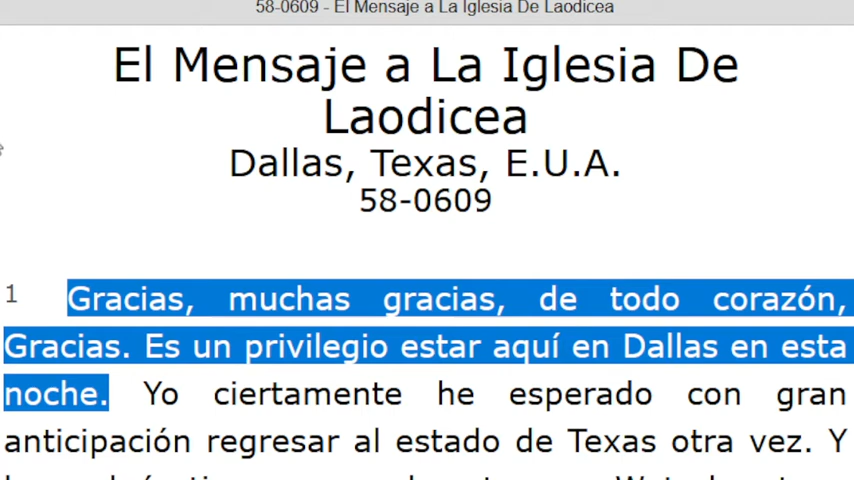 58-0609 - El Mensaje a La Iglesia De Laodicea
El Mensaje a La Iglesia De
Laodicea
Dallas, Texas, E.U.A.
58-0609
1 Gracias, muchas gracias, de todo corazón,
Gracias. Es un privilegio estar aquí en Dallas en esta
noche. Yo ciertamente he esperado con gran
anticipación regresar al estado de Texas otra vez. Y